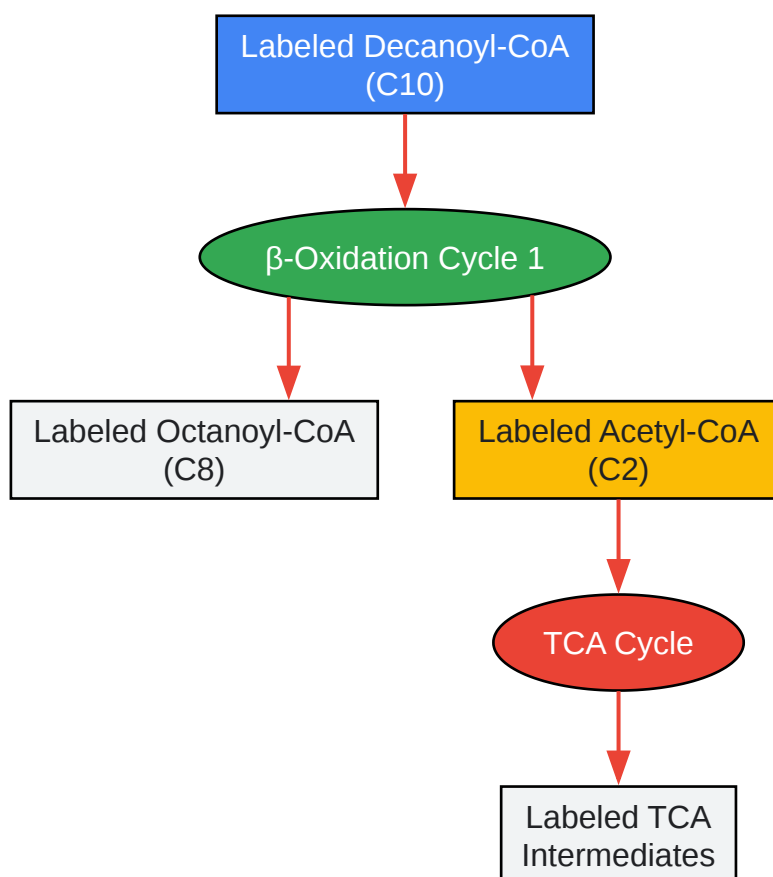 Labeled Decanoyl-CoA
(C10)
β-Oxidation Cycle 1
Labeled Octanoyl-CoA
(C8)
Labeled Acetyl-CoA
(C2)
TCA Cycle
Labeled TCA
Intermediates